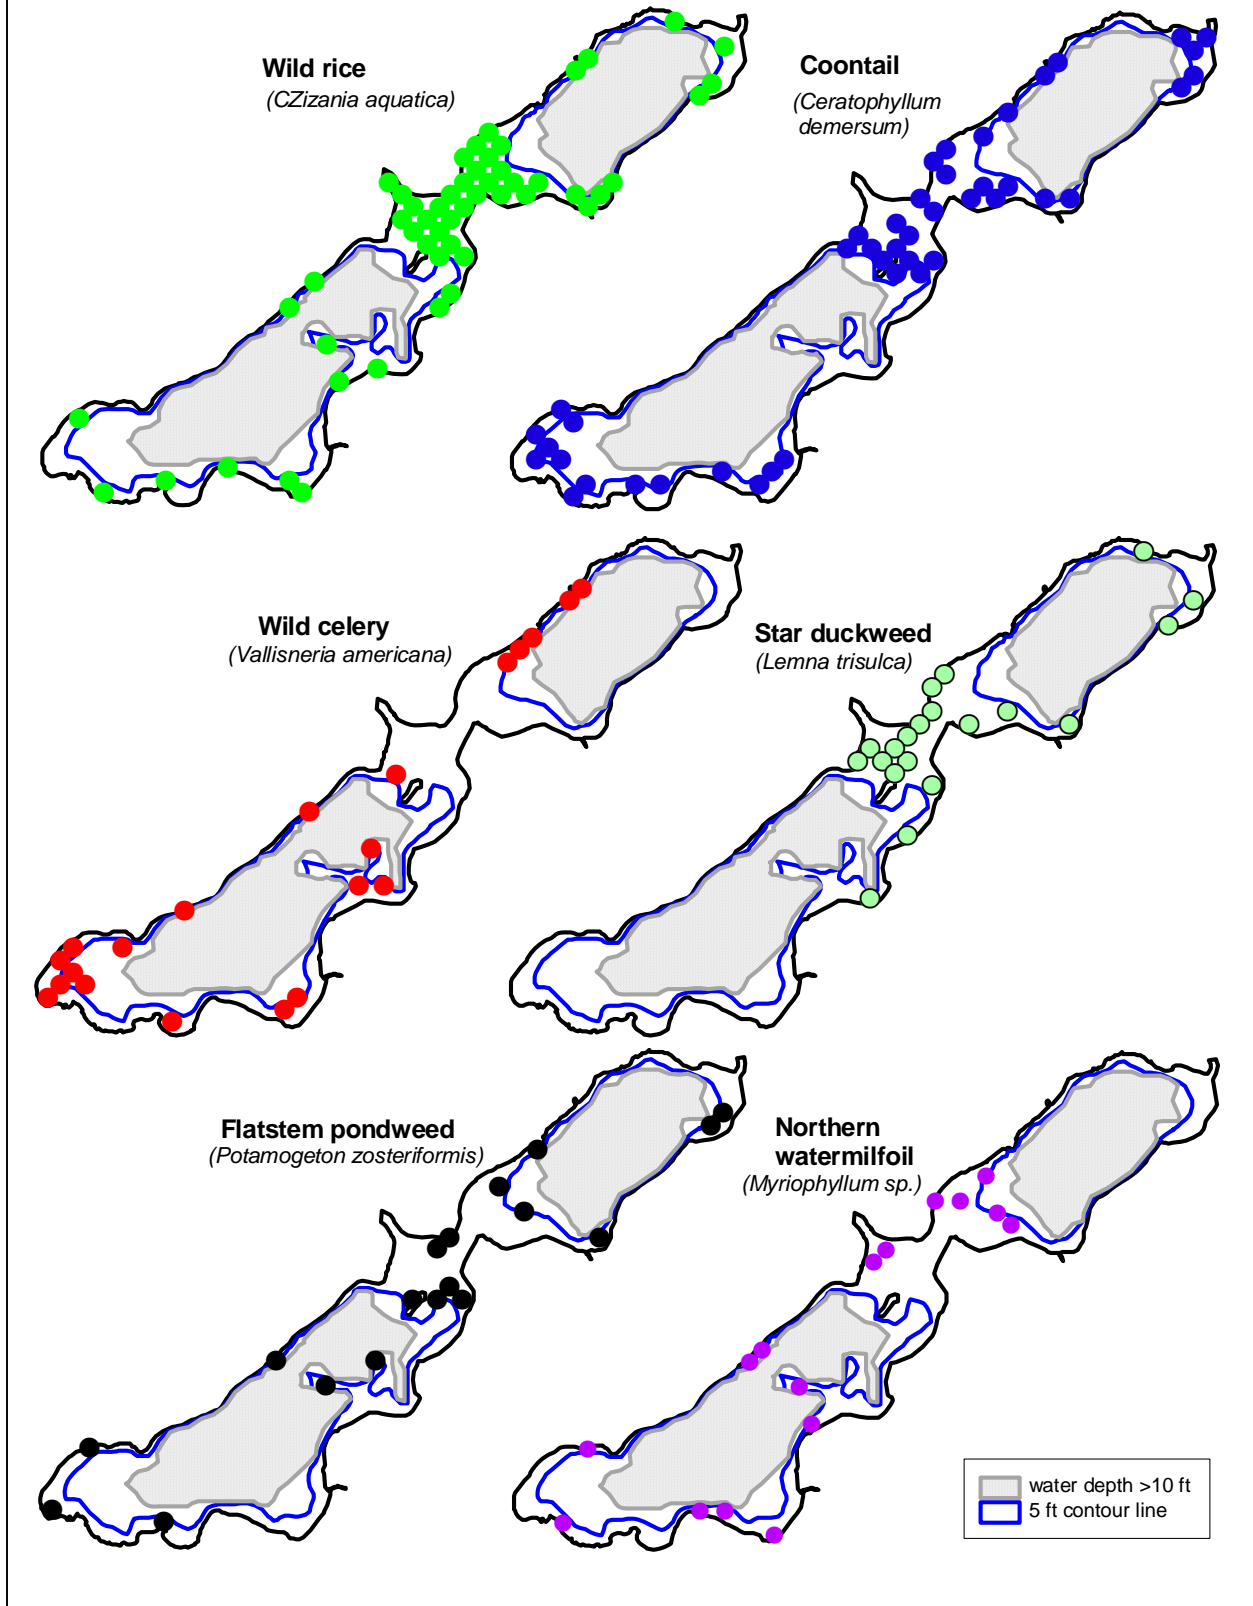 Wild rice
(CZizania aquatica)
Coontail
(Ceratophyllum
demersum)
Wild celery
(Vallisneria americana)
Star duckweed
(Lemna trisulca)
Flatstem pondweed
(Potamogeton zosteriformis)
Northern
watermilfoil
(Myriophyllum sp.)
water depth >10 ft
5 ft contour line